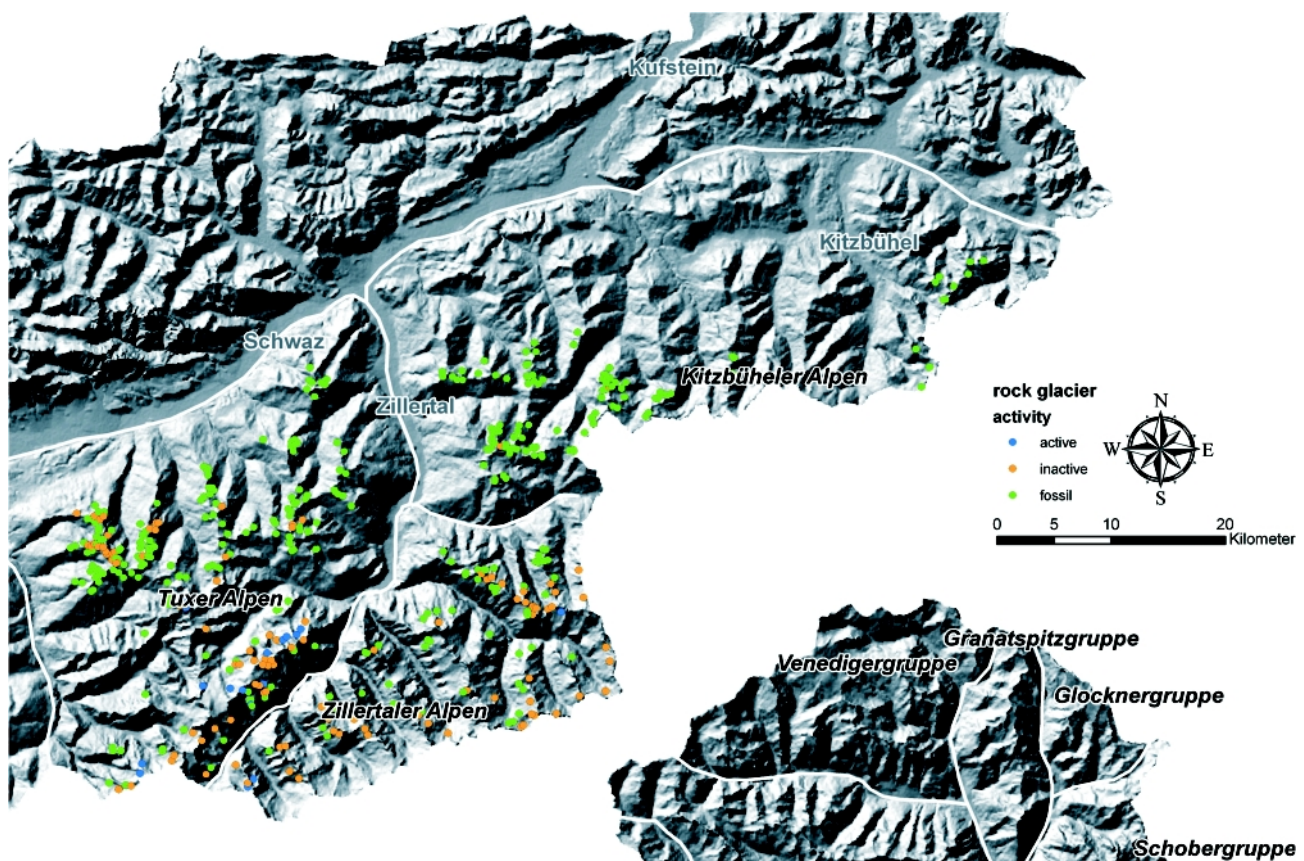 Kufstein
Kitzbühel
Schwaz
Kitzbüheler Alpen
Zillertal
rock glacier
activity
active
inactive
fossil
N
W E
S
0 5 10 20
Kilometer
Tuxer Alpen
Zillertaler Alpen
Granatspitzgruppe
Venedigergruppe
Glocknergruppe
Schobergruppe